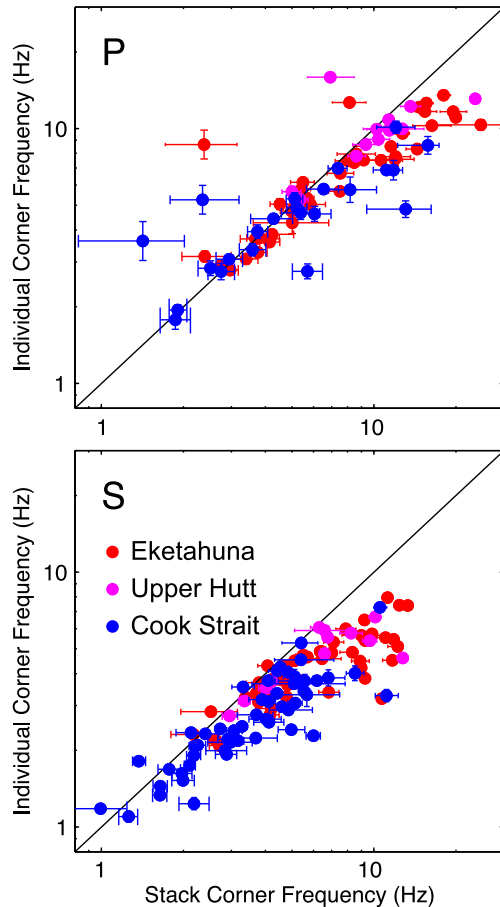 P
Individual Corner Frequency (Hz)
10
1
1
10
S
Eketahuna
Upper Hutt
Cook Strait
Individual Corner Frequency (Hz)
10
1
1
10
Stack Corner Frequency (Hz)